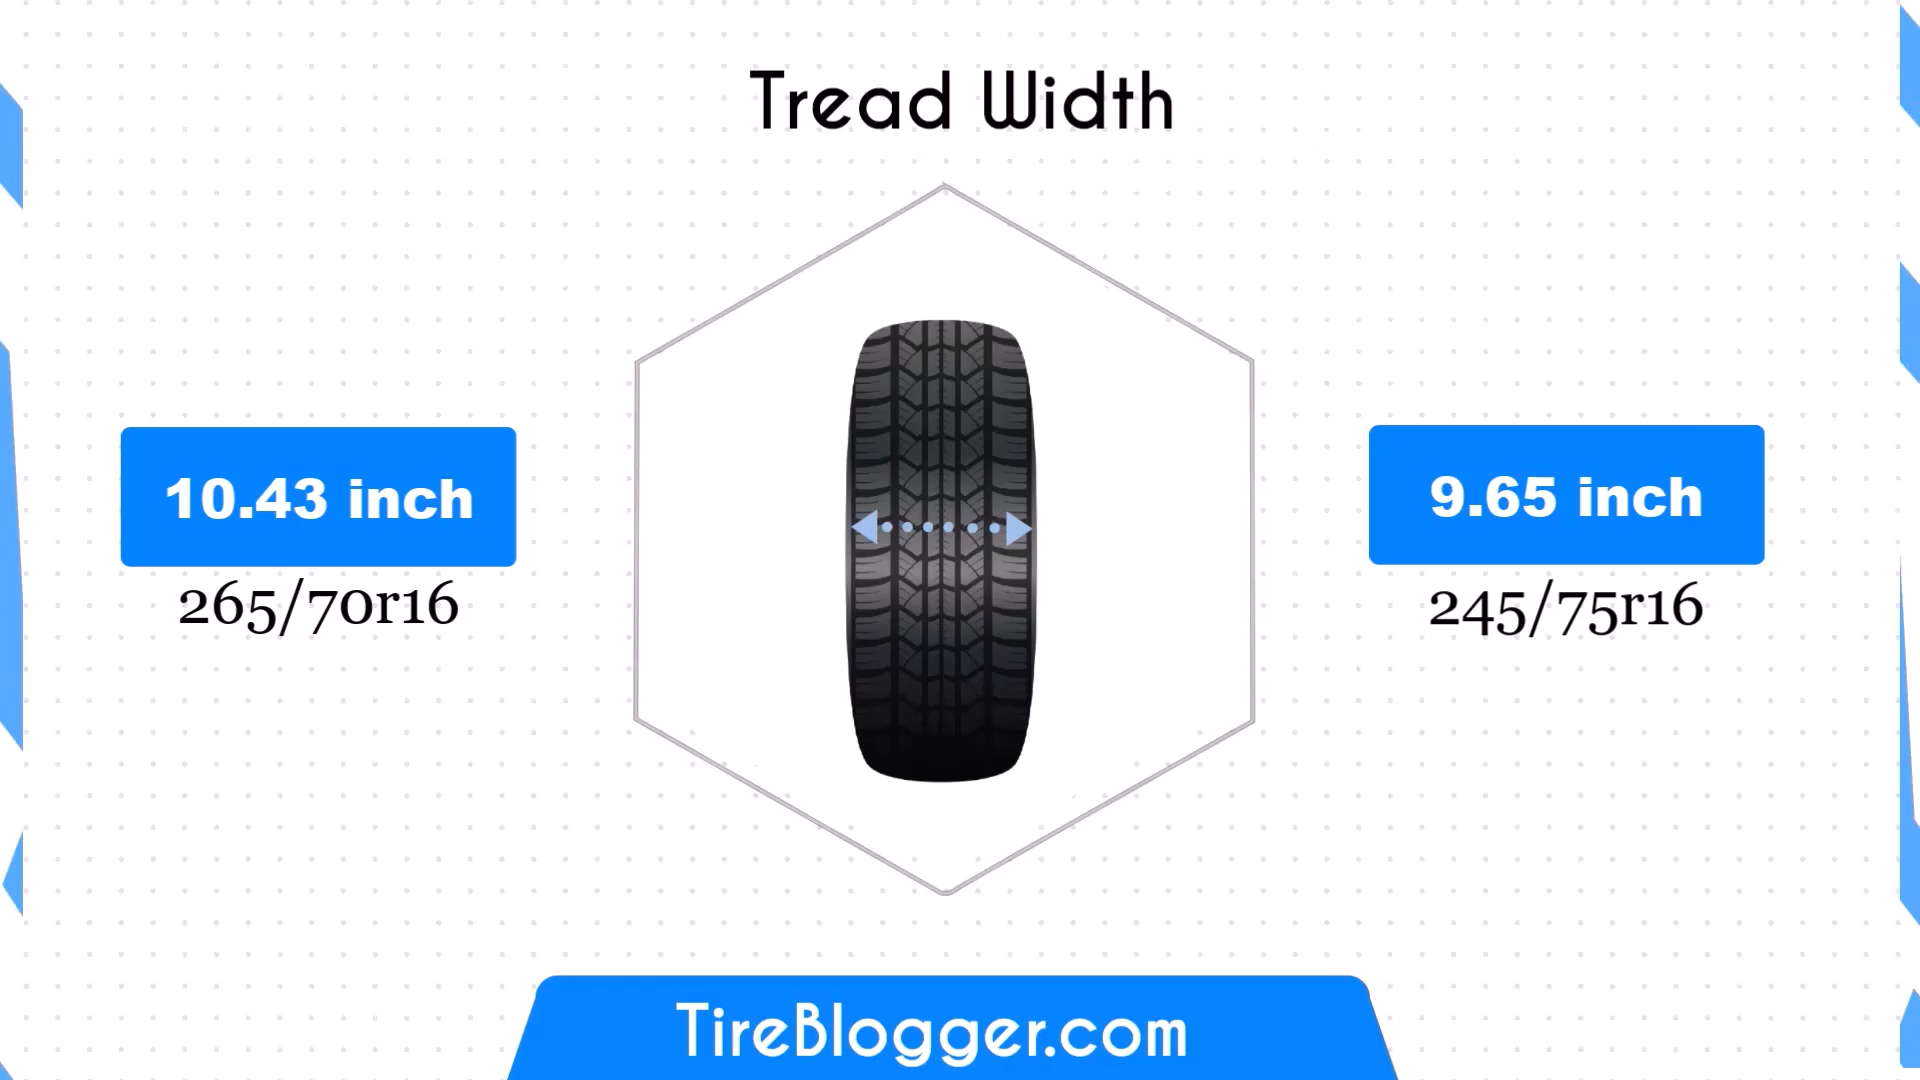 Tread Width
10.43 inch
265/70r16
9.65 inch
245/75r16
TireBlogger.com